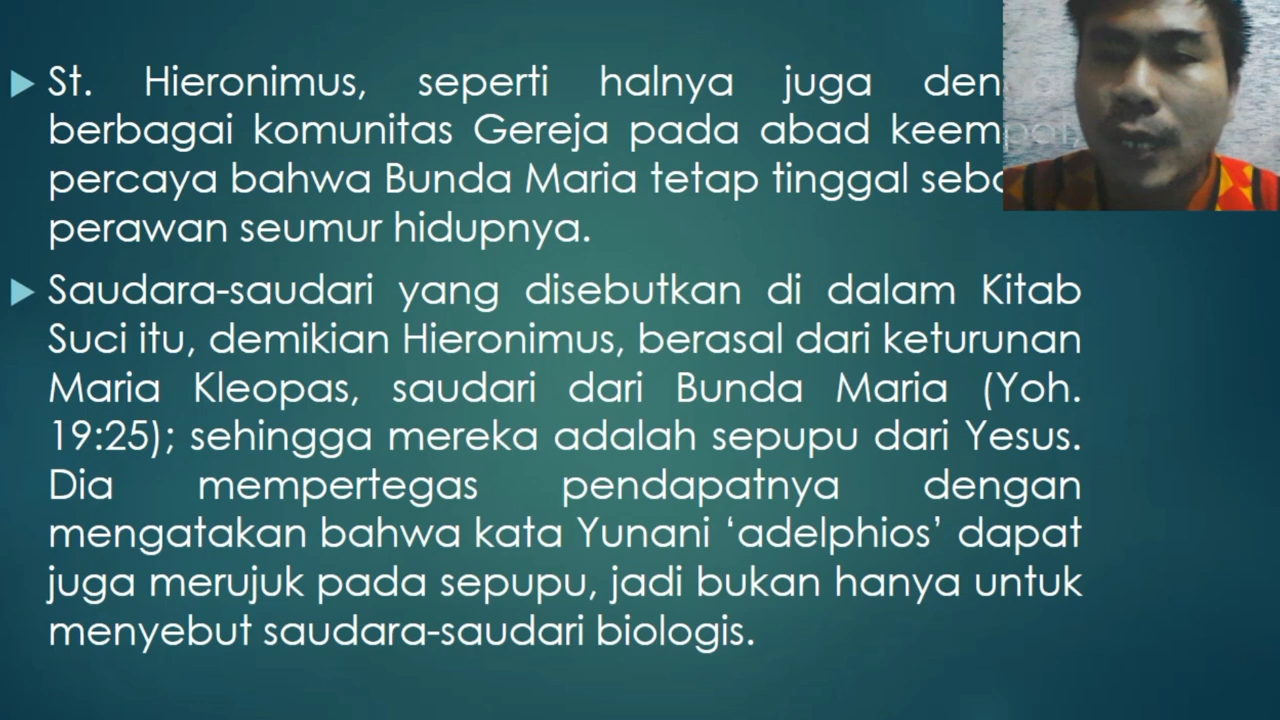 St. Hieronimus, seperti halnya juga
berbagai komunitas Gereja pada abad
percaya bahwa Bunda Maria tetap tinggal
perawan seumur hidupnya.
Saudara-saudari yang disebutkan di dalam Kitab
Suci itu, demikian Hieronimus, berasal dari keturunan
Maria Kleopas, saudari dari Bunda Maria (Yoh.
19:25); sehingga mereka adalah sepupu dari Yesus.
Dia mempertegas pendapatnya dengan
mengatakan bahwa kata Yunani ‘adelphios’ dapat
juga merujuk pada sepupu, jadi bukan hanya untuk
menyebut saudara-saudari biologis.